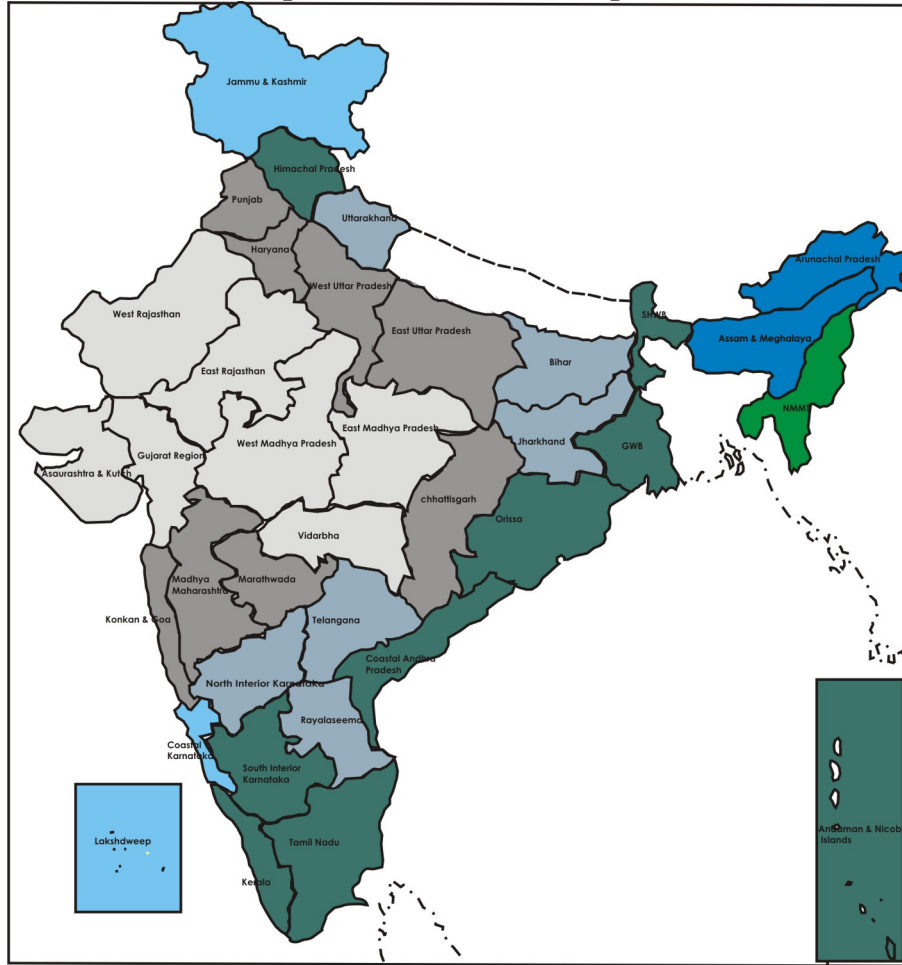 Jammu & Kashmir
Himachal Pradesh
Punjab
Uttarakhand
Haryana
Arunachal Pradesh
West Uttar Pradesh
West Rajasthan
SHWB
East Uttar Pradesh
Assam & Meghalaya
East Rajasthan
Bihar
NMMT
East Madhya Pradesh
West Madhya Pradesh
Jharkhand
GWB
Gujarat Region
Asaurashtra & Kutch
chhattisgarh
Orissa
Vidarbha
Madhya
Maharashtra
Marathwada
Konkan & Goa
Telangana
Coastal Andhra
Pradesh
North Interior Karnataka
Rayalaseema
Coastal
Karnataka
South Interior
Karnataka
Lakshdweep
Tamil Nadu
Andaman & Nicob
Islands
Kerala